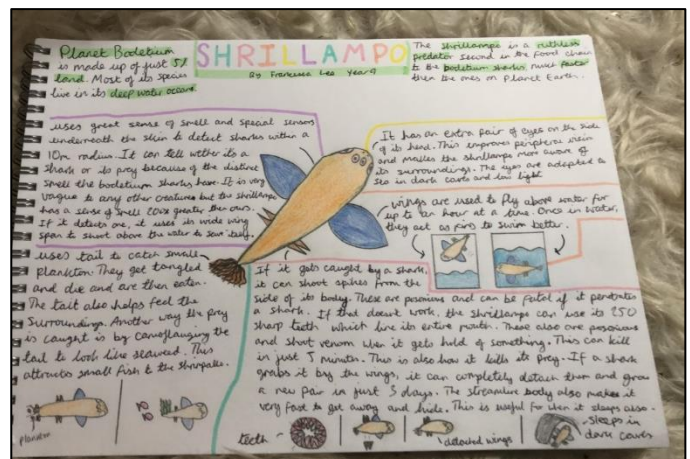 Planet Bodetium
is made up of just 5%
land. Most of its species
live in its deep water oceans.
SHRILLAMPO
By Francesca Lee Year 9
The shrillampo is a ruthless
predator second in the food chain
to the bodetium sharks much faster
then the ones on Planet Earth.
uses great sense of smell and special sensors
underneath the skin to detect sharks within a
10m radius. It can tell wether its a
shark or its prey because of the distinct
smell the bodetium sharks have. It is very
vague to any other creatures but the shrillampo
has a sense of smell 200x greater then ours.
If it detects one, it uses its wide wing
span to shoot above the water to save itself.
It has an extra pair of eyes on the side
of its head. This improves peripheral vision
and makes the shrillampo more aware of
its surroundings. The eyes are adapted to
see in dark caves and low light
wings are used to fly above water for
up to an hour at a time. Once in water,
they act as fins to swim better.
uses tail to catch small
plankton. They get tangled
and die and are then eaten.
The tail also helps feel the
surroundings. Another way the prey
is caught is by camoflauging the
tail to look like seaweed. This
attracts small fish to the
If it gets caught by a shark,
it can shoot spikes from the
side of its body. These are posionous and can be fatal if it penetrates
a shark. If that doesnt work, the shrillampo can use its 250
sharp teeth which line its entire mouth. These also are posionous
and shoot venom when it gets hold of something. This can kill
in just 5 minutes. This is also how it kills its prey. If a shark
grabs it by the wings, it can completely detach them and grow
a new pair in just 3 days. The streamline body also makes it
very fast to get away and hide. This is useful for when it sleeps also.
plankton
teeth
detached wings
Sleeps in
dark caves